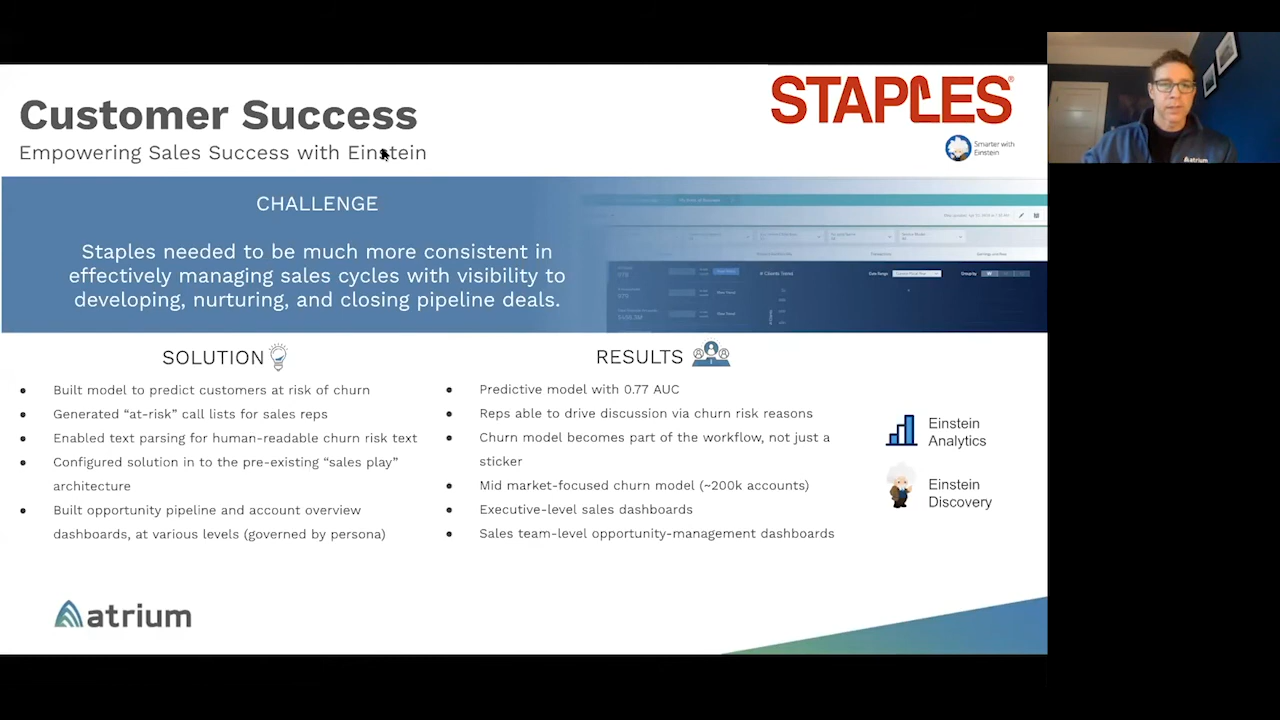 STAPLES
Customer Success
Empowering Sales Success with Einstein
Smarter with
Einstein
CHALLENGE
Staples needed to be much more consistent in
effectively managing sales cycles with visibility to
developing, nurturing, and closing pipeline deals.
# Clients Trend
Date Range
SOLUTION
• Built model to predict customers at risk of churn
• Generated “at-risk” call lists for sales reps
• Enabled text parsing for human-readable churn risk text
• Configured solution in to the pre-existing “sales play”
architecture
• Built opportunity pipeline and account overview
dashboards, at various levels (governed by persona)
RESULTS
• Predictive model with 0.77 AUC
• Reps able to drive discussion via churn risk reasons
• Churn model becomes part of the workflow, not just a
sticker
• Mid market-focused churn model (~200k accounts)
• Executive-level sales dashboards
• Sales team-level opportunity-management dashboards
Einstein
Analytics
Einstein
Discovery
atrium
atrium